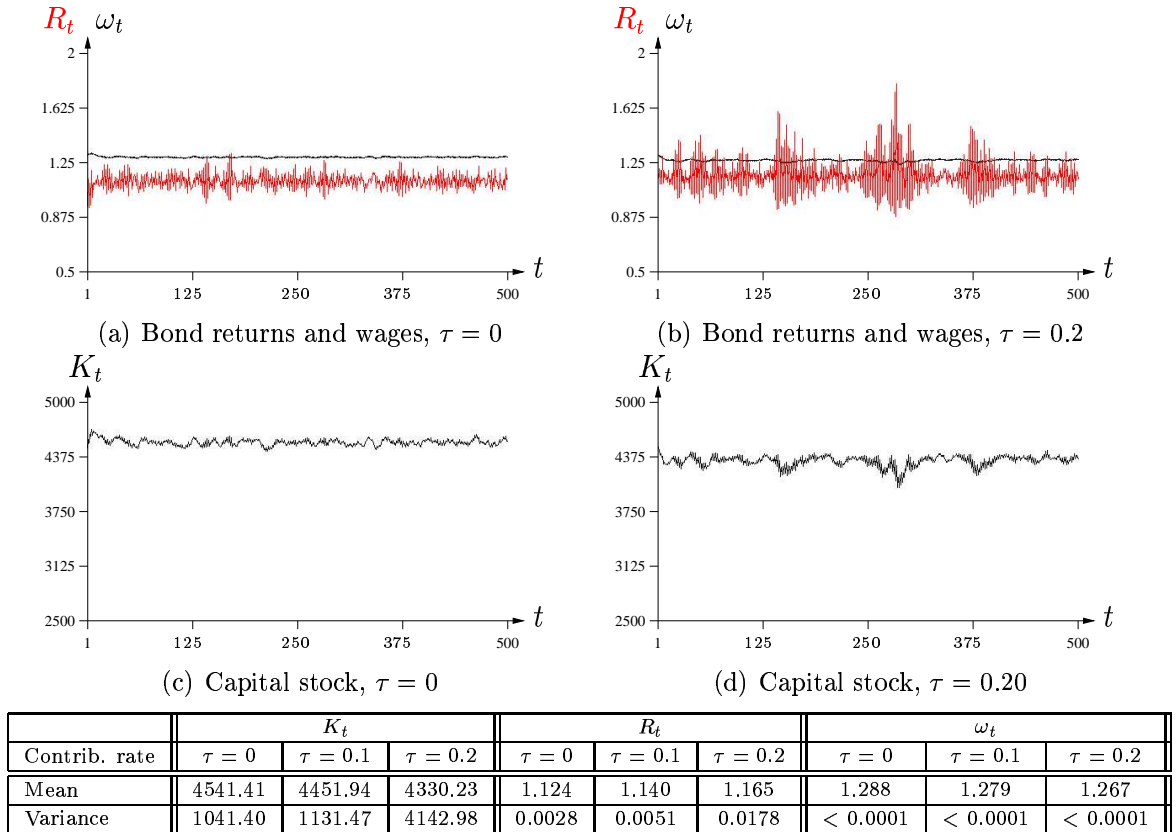 R_t ω_t
2
1.625
1.25
0.875
0.5
1 125 250 375 500 t
(a) Bond returns and wages, τ = 0
R_t ω_t
2
1.625
1.25
0.875
0.5
1 125 250 375 500 t
(b) Bond returns and wages, τ = 0.2
K_t
5000
4375
3750
3125
2500
1 125 250 375 500 t
(c) Capital stock, τ = 0
K_t
5000
4375
3750
3125
2500
1 125 250 375 500 t
(d) Capital stock, τ = 0.20
K_t R_t ω_t
Contrib. rate τ = 0 τ = 0.1 τ = 0.2 τ = 0 τ = 0.1 τ = 0.2 τ = 0 τ = 0.1 τ = 0.2
Mean 4541.41 4451.94 4330.23 1.124 1.140 1.165 1.288 1.279 1.267
Variance 1041.40 1131.47 4142.98 0.0028 0.0051 0.0178 < 0.0001 < 0.0001 < 0.0001